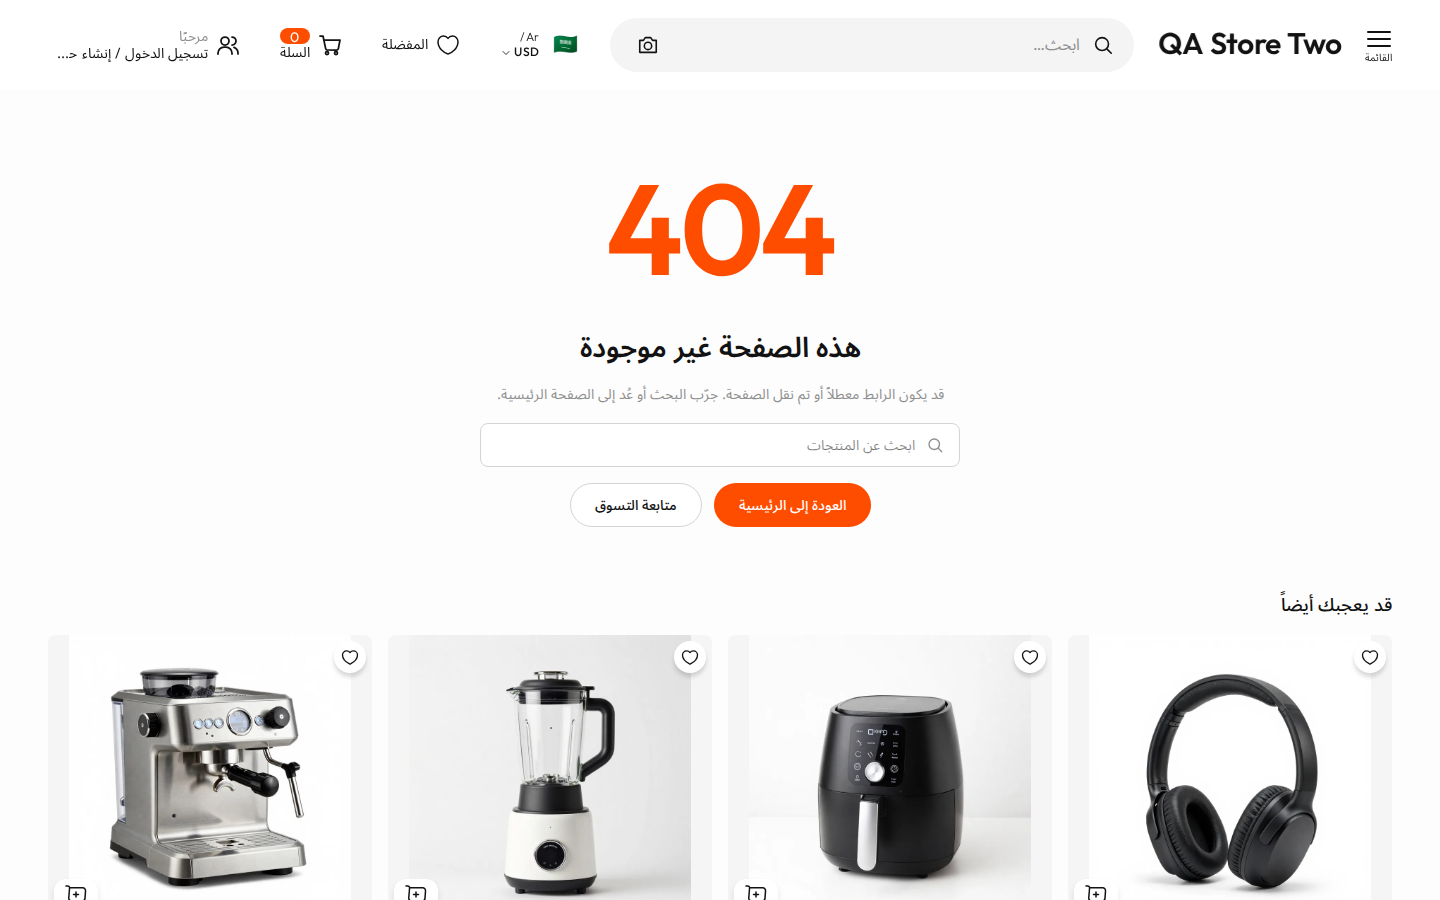 القائمة
QA Store Two
ابحث...
Ar /
USD
المفضلة
0
السلة
مرحبًا
تسجيل الدخول / إنشاء حـ...
404
هذه الصفحة غير موجودة
قد يكون الرابط معطلاً أو تم نقل الصفحة. جرّب البحث أو عُد إلى الصفحة الرئيسية.
ابحث عن المنتجات
العودة إلى الرئيسية
متابعة التسوق
قد يعجبك أيضاً